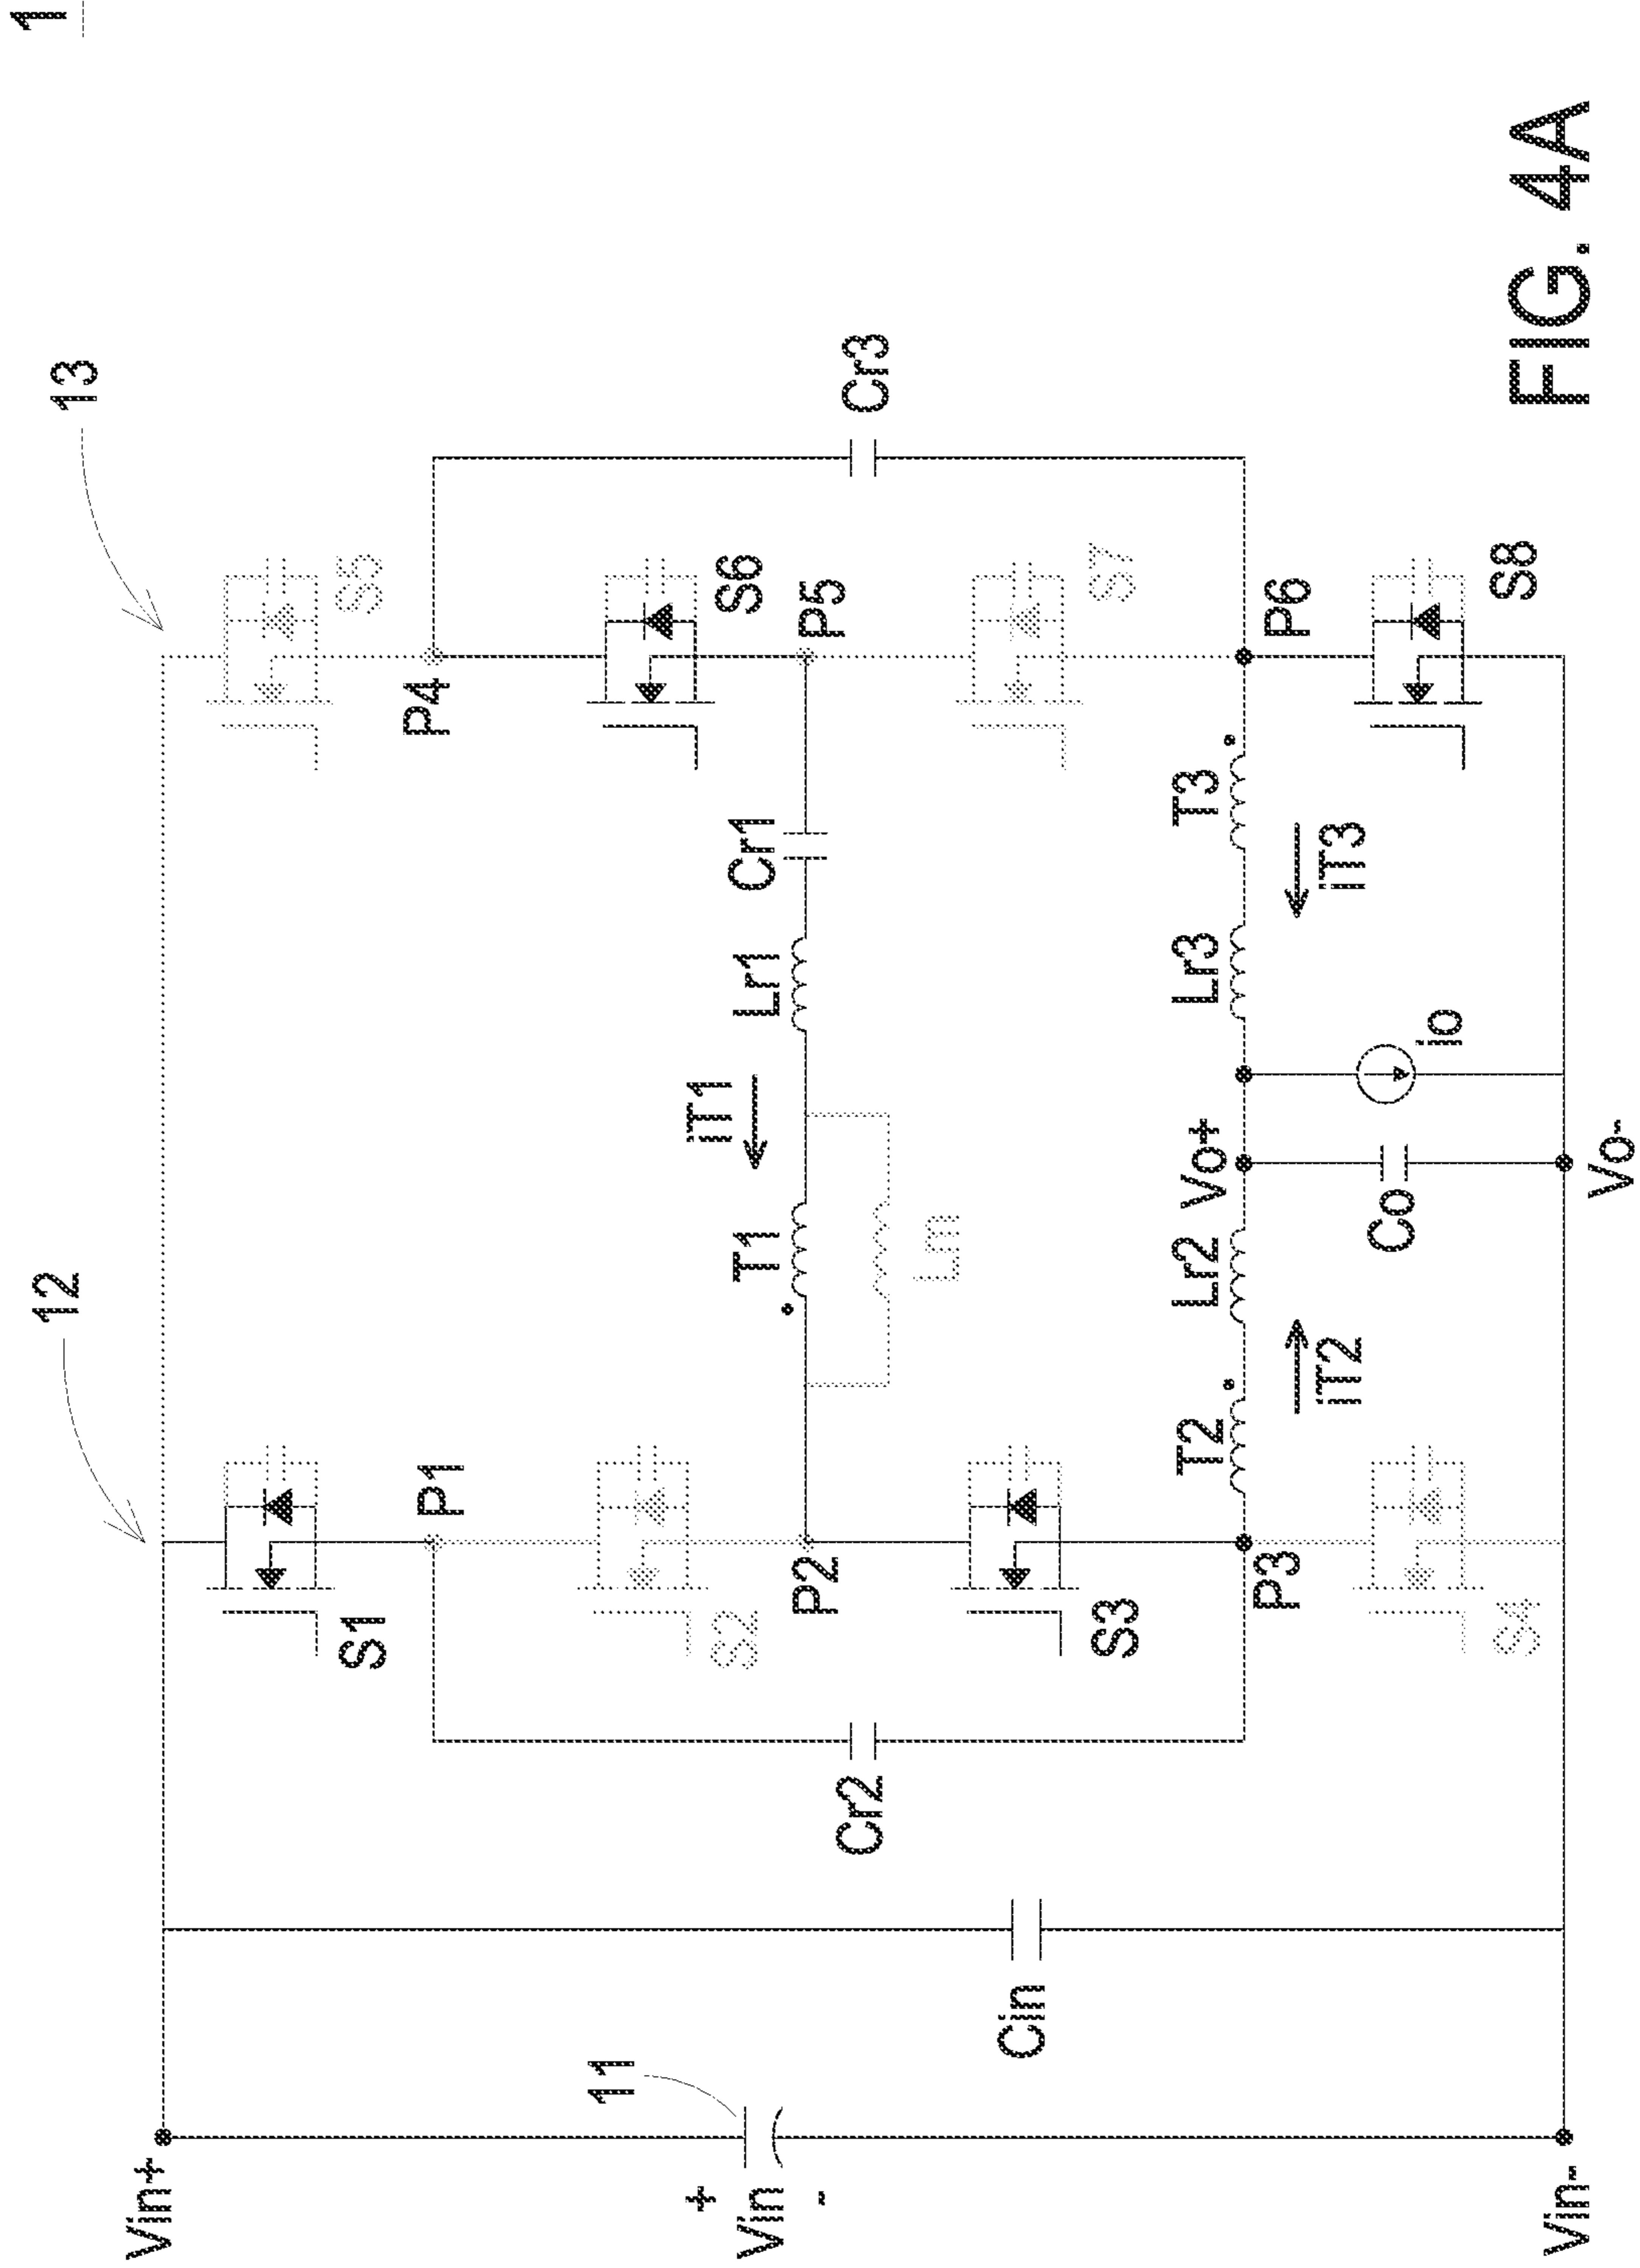 1
12
13
Vin+
S1
S5
P1
P4
11
+
Vin
-
S2
S6
P2
T1
iT1
Lr1
Cr1
P5
Cr2
Lm
Cr3
Cin
S3
S7
T2
Lr2
Vo+
Lr3
T3
P3
iT2
iT3
P6
Co
io
S4
S8
Vin-
Vo-
FIG. 4A